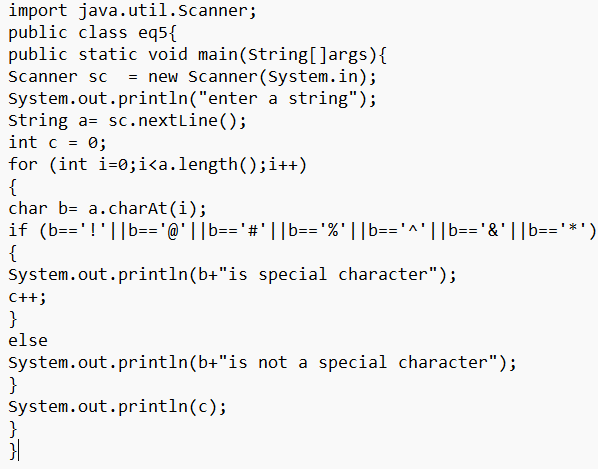 import java.util.Scanner;
public class eq5{
public static void main(String[]args){
Scanner sc  = new Scanner(System.in);
System.out.println("enter a string");
String a= sc.nextLine();
int c = 0;
for (int i=0;i<a.length();i++)
{
char b= a.charAt(i);
if (b=='!'||b=='@'||b=='#'||b=='%'||b=='^'||b=='&'||b=='*')
{
System.out.println(b+"is special character");
c++;
}
else
System.out.println(b+"is not a special character");
}
System.out.println(c);
}
}